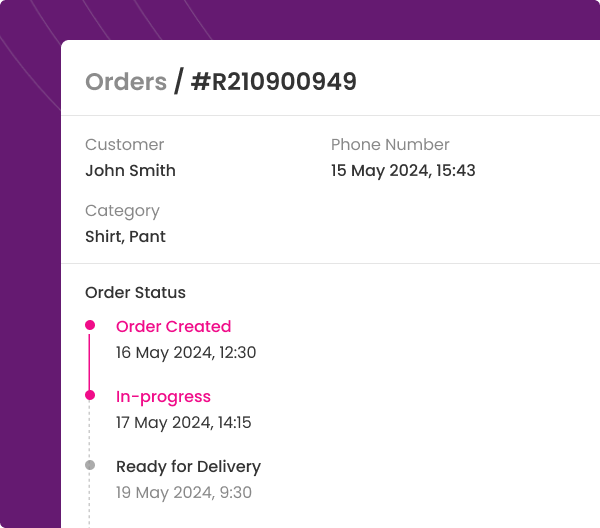 Orders / #R210900949
Customer
Phone Number
John Smith
15 May 2024, 15:43
Category
Shirt, Pant
Order Status
Order Created
16 May 2024, 12:30
In-progress
17 May 2024, 14:15
Ready for Delivery
19 May 2024, 9:30